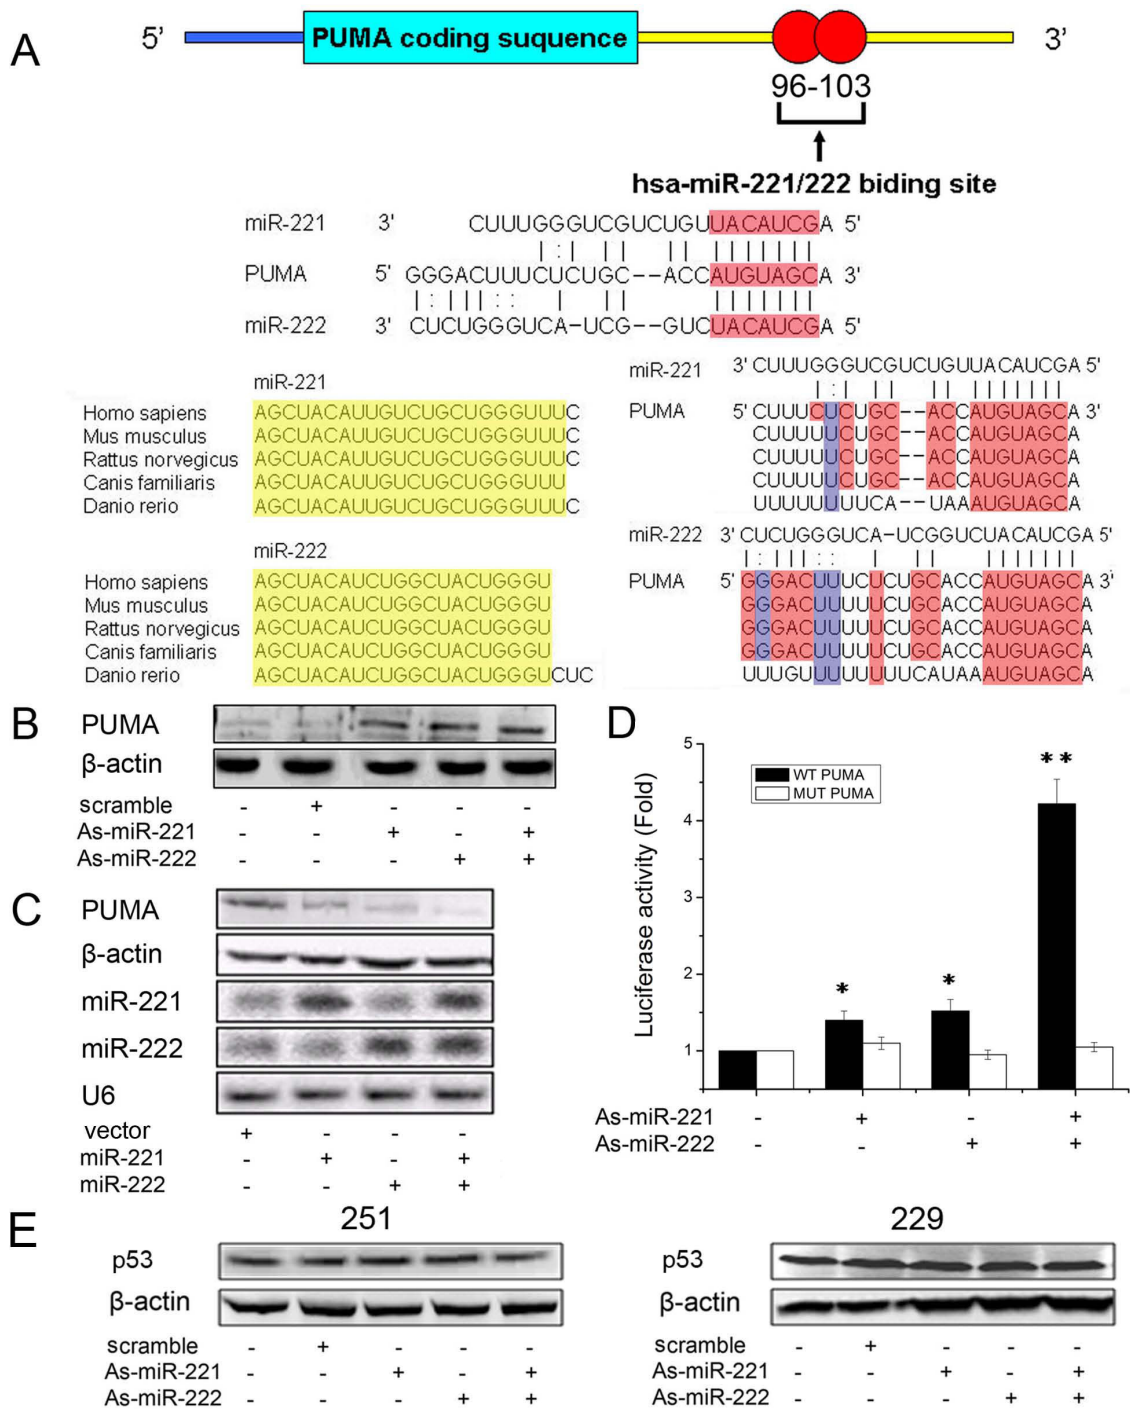 A
5' PUMA coding suquence 3'
96-103
hsa-miR-221/222 biding site
miR-221 3' CUUUGGGUCGUCUGUUACAUCGA 5'
PUMA 5' GGGACUUUCUCUGC--ACCAUGUAGCA 3'
miR-222 3' CUCUGGGUCA-UCG--GUCUACAUCGA 5'
miR-221
Homo sapiens AGCUACAUUGUCUGCUGGGUUUC
Mus musculus AGCUACAUUGUCUGCUGGGUUUC
Rattus norvegicus AGCUACAUUGUCUGCUGGGUUUC
Canis familiaris AGCUACAUUGUCUGCUGGGUUU
Danio rerio AGCUACAUUGUCUGCUGGGUUUC
miR-221 3' CUUUGGGUCGUCUGUUACAUCGA 5'
PUMA 5' CUUUCUCUGC--ACCAUGUAGCA 3'
CUUUUUCUGC--ACCAUGUAGCA
CUUUUUCUGC--ACCAUGUAGCA
CUUUUUCUGC--ACCAUGUAGCA
UUUUUUUUCA--UAAAUGUAGCA
miR-222
Homo sapiens AGCUACAUCUGGCUACUGGGU
Mus musculus AGCUACAUCUGGCUACUGGGU
Rattus norvegicus AGCUACAUCUGGCUACUGGGU
Canis familiaris AGCUACAUCUGGCUACUGGGU
Danio rerio AGCUACAUCUGGCUACUGGGUCUC
miR-222 3' CUCUGGGUCA-UCGGUCUACAUCGA 5'
PUMA 5' GGGACUUUCUCUGCACCAUGUAGCA 3'
GGGACUUUUUCUGCACCAUGUAGCA
GGGACUUUUUCUGCACCAUGUAGCA
GGGACUUUUUCUGCACCAUGUAGCA
UUUGUUUUUUUUCAUAAAUGUAGCA
B
PUMA
β-actin
scramble - + - - -
As-miR-221 - - + - +
As-miR-222 - - - + +
C
PUMA
β-actin
miR-221
miR-222
U6
vector + - - -
miR-221 - + - +
miR-222 - - + +
D
Luciferase activity (Fold)
5
4
3
2
1
WT PUMA
MUT PUMA
*
*
* *
As-miR-221 - + - +
As-miR-222 - - + +
E
251
p53
β-actin
scramble - + - - -
As-miR-221 - - + - +
As-miR-222 - - - + +
229
p53
β-actin
scramble - + - - -
As-miR-221 - - + - +
As-miR-222 - - - + +